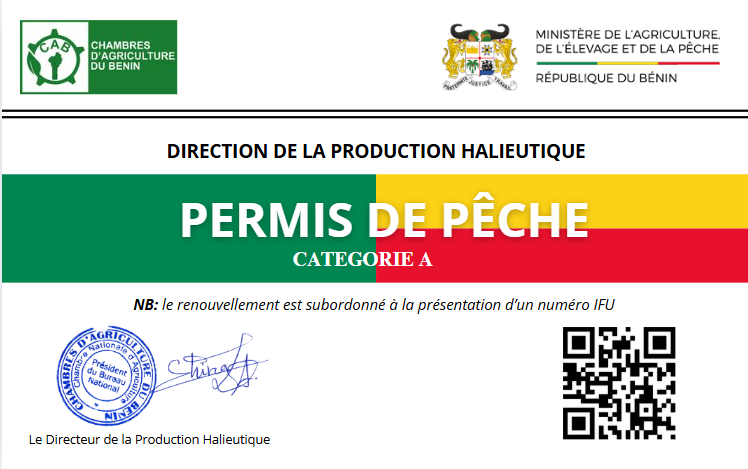 CAB
CHAMBRES
D'AGRICULTURE
DU BENIN
FRATERNITE JUSTICE TRAVAIL
MINISTÈRE DE L'AGRICULTURE,
DE L'ÉLEVAGE ET DE LA PÊCHE
RÉPUBLIQUE DU BÉNIN
DIRECTION DE LA PRODUCTION HALIEUTIQUE
PERMIS DE PÊCHE
CATEGORIE A
NB: le renouvellement est subordonné à la présentation d'un numéro IFU
CHAMBRES D'AGRICULTURE DU BENIN
Chambre Nationale d'Agriculture
Président
du Bureau
National
Le Directeur de la Production Halieutique